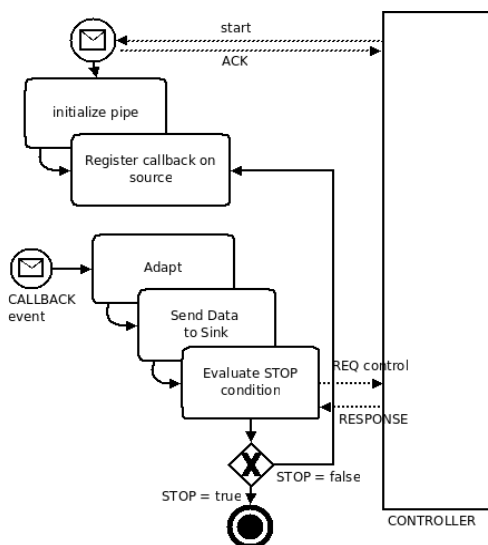 start
ACK
initialize pipe
Register callback on
source
Adapt
CALLBACK
event
Send Data
to Sink
Evaluate STOP
condition
REQ control
RESPONSE
X
STOP = false
STOP = true
CONTROLLER